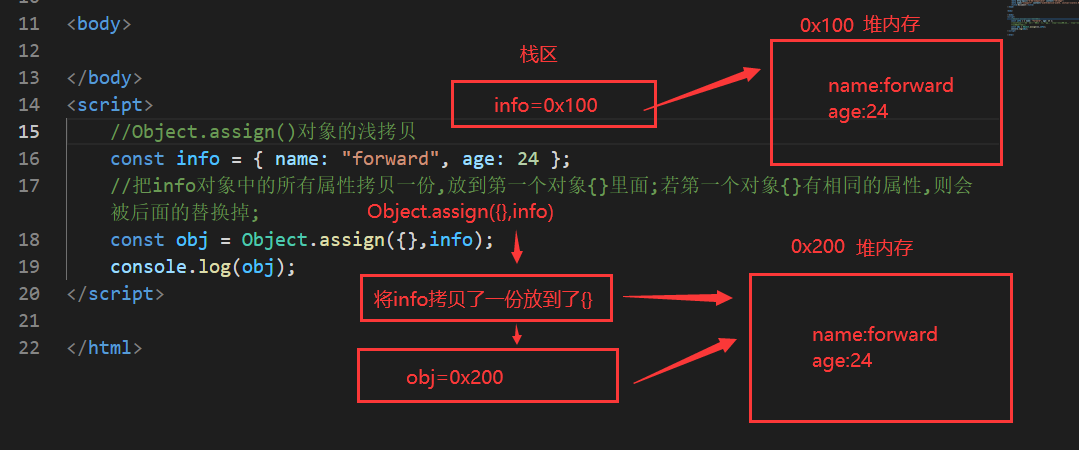 10
11 <body>
12
13 </body>
14 <script>
15 //Object.assign()对象的浅拷贝
16 const info = { name: "forward", age: 24 };
17 //把info对象中的所有属性拷贝一份,放到第一个对象{}里面;若第一个对象{}有相同的属性,则会
被后面的替换掉;
18 const obj = Object.assign({},info);
19 console.log(obj);
20 </script>
21
22 </html>
栈区
info=0x100
0x100 堆内存
name:forward
age:24
Object.assign({},info)
将info拷贝了一份放到了{}
obj=0x200
0x200 堆内存
name:forward
age:24